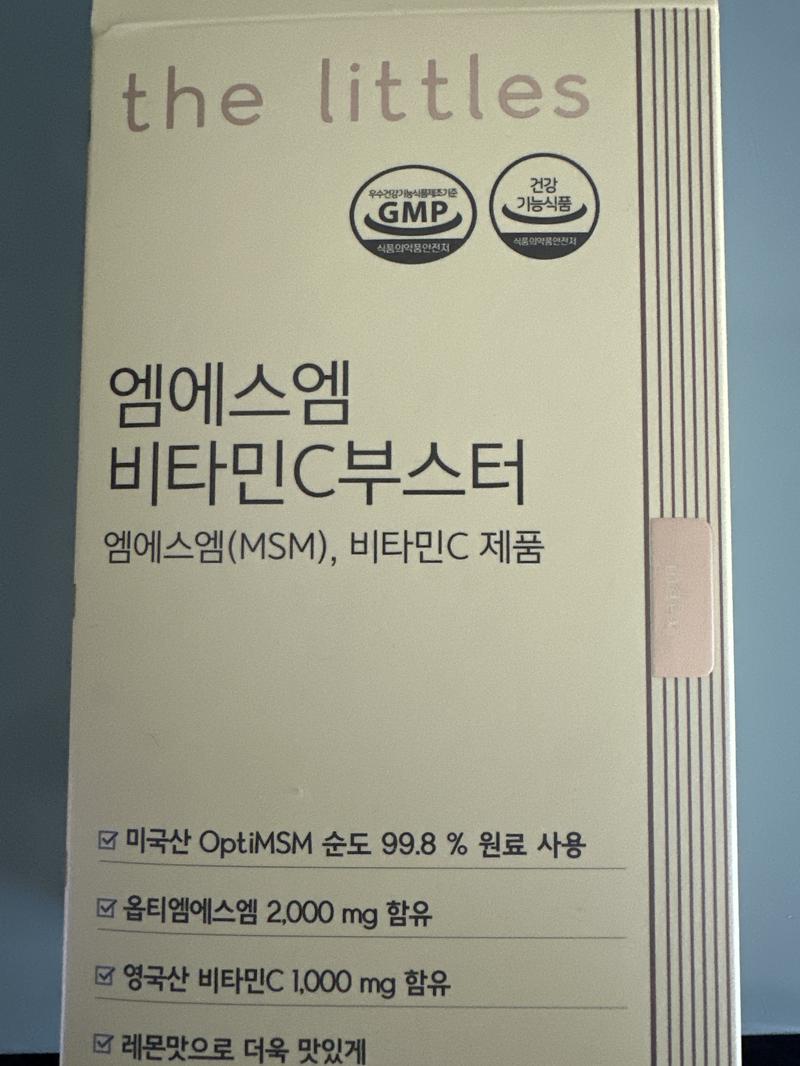 the littles
우수건강기능식품제조기준
GMP
식품의약품안전처
건강
기능식품
식품의약품안전처
엠에스엠
비타민C부스터
엠에스엠(MSM), 비타민C 제품
미국산 OptiMSM 순도 99.8 % 원료 사용
옵티엠에스엠 2,000 mg 함유
영국산 비타민C 1,000 mg 함유
레몬맛으로 더욱 맛있게